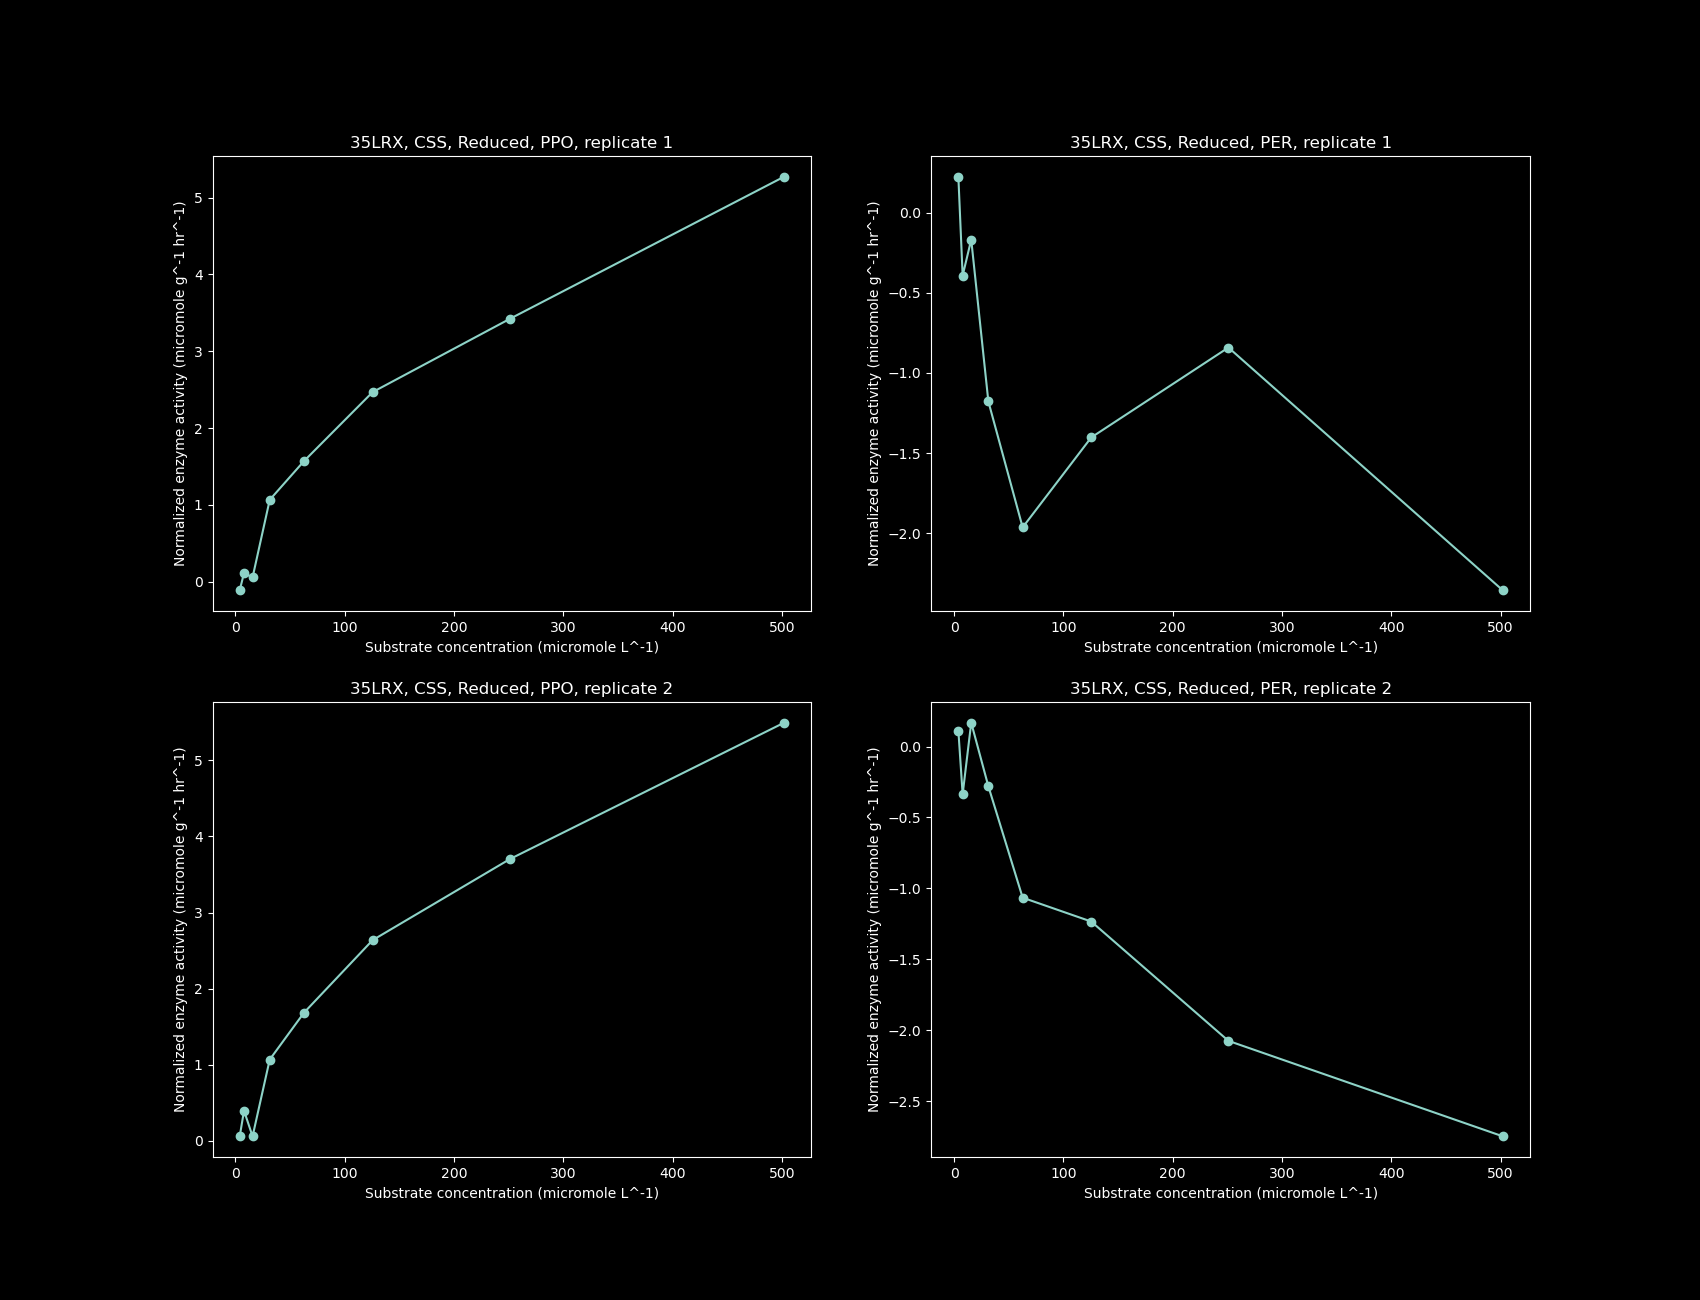 35LRX, CSS, Reduced, PPO, replicate 1
Normalized enzyme activity (micromole g^-1 hr^-1)
5
4
3
2
1
0
0 100 200 300 400 500
Substrate concentration (micromole L^-1)
35LRX, CSS, Reduced, PER, replicate 1
Normalized enzyme activity (micromole g^-1 hr^-1)
0.0
−0.5
−1.0
−1.5
−2.0
0 100 200 300 400 500
Substrate concentration (micromole L^-1)
35LRX, CSS, Reduced, PPO, replicate 2
Normalized enzyme activity (micromole g^-1 hr^-1)
5
4
3
2
1
0
0 100 200 300 400 500
Substrate concentration (micromole L^-1)
35LRX, CSS, Reduced, PER, replicate 2
Normalized enzyme activity (micromole g^-1 hr^-1)
0.0
−0.5
−1.0
−1.5
−2.0
−2.5
0 100 200 300 400 500
Substrate concentration (micromole L^-1)